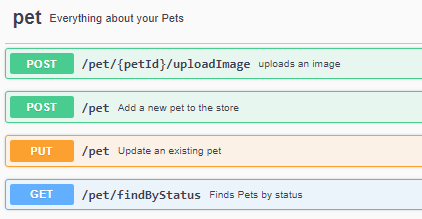 pet Everything about your Pets
POST /pet/{petId}/uploadImage uploads an image
POST /pet Add a new pet to the store
PUT /pet Update an existing pet
GET /pet/findByStatus Finds Pets by status